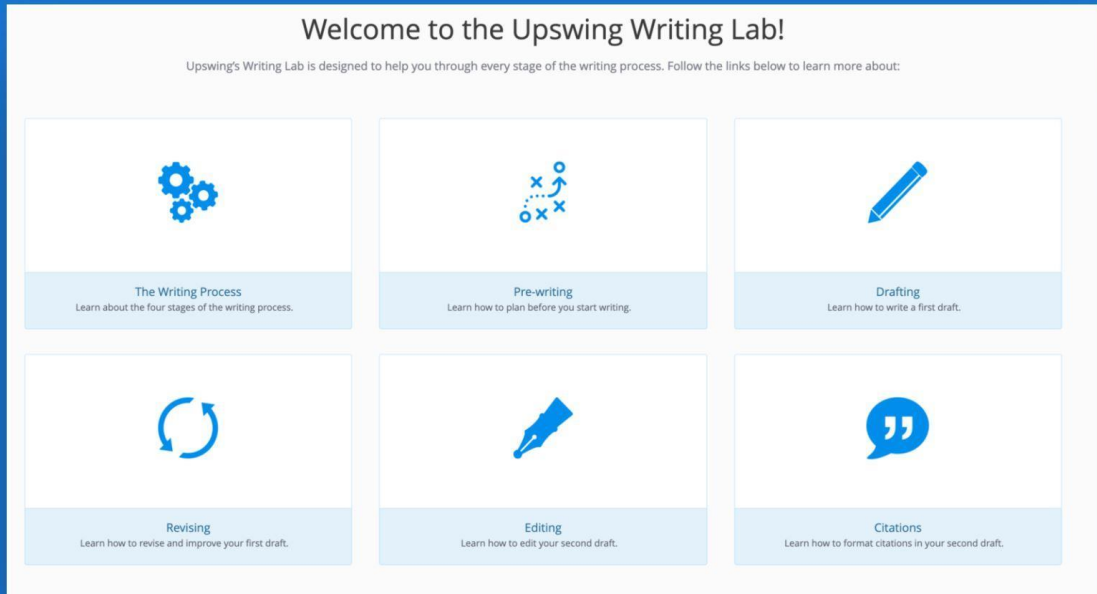 Welcome to the Upswing Writing Lab!
Upswing's Writing Lab is designed to help you through every stage of the writing process. Follow the links below to learn more about:
The Writing Process
Learn about the four stages of the writing process.
Pre-writing
Learn how to plan before you start writing.
Drafting
Learn how to write a first draft.
Revising
Learn how to revise and improve your first draft.
Editing
Learn how to edit your second draft.
Citations
Learn how to format citations in your second draft.